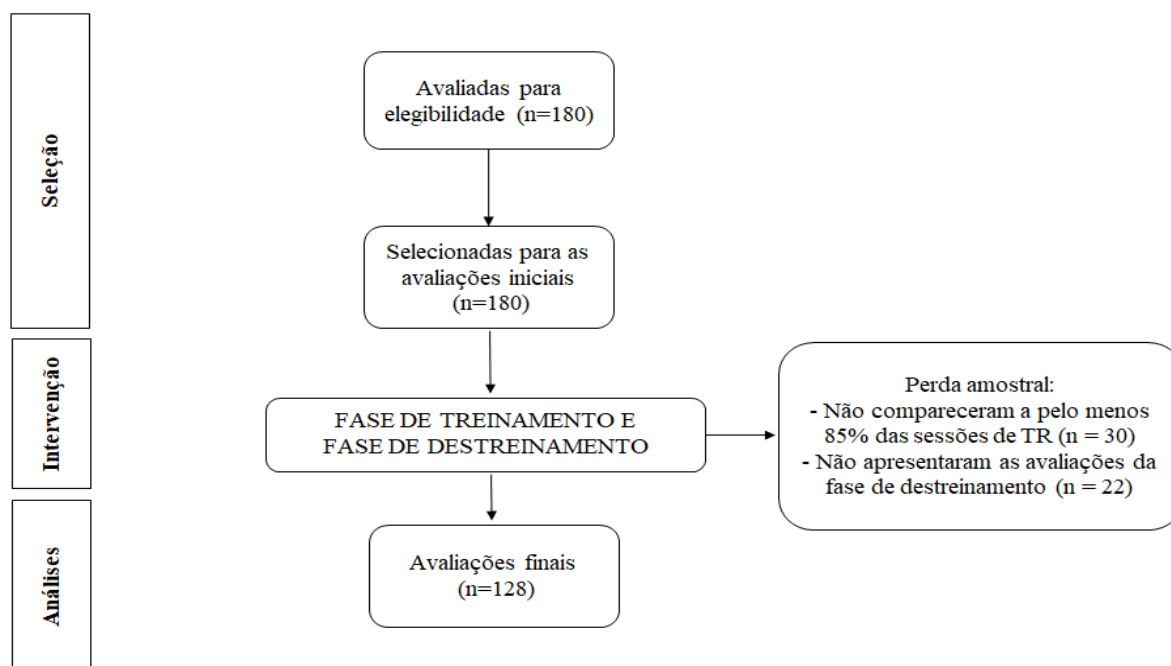 Seleção
Avaliadas para
elegibilidade (n=180)
Selecionadas para as
avaliações iniciais
(n=180)
Intervenção
FASE DE TREINAMENTO E
FASE DE DESTREINAMENTO
Perda amostral:
- Não compareceram a pelo menos
85% das sessões de TR (n = 30)
- Não apresentaram as avaliações da
fase de destreinamento (n = 22)
Análises
Avaliações finais
(n=128)